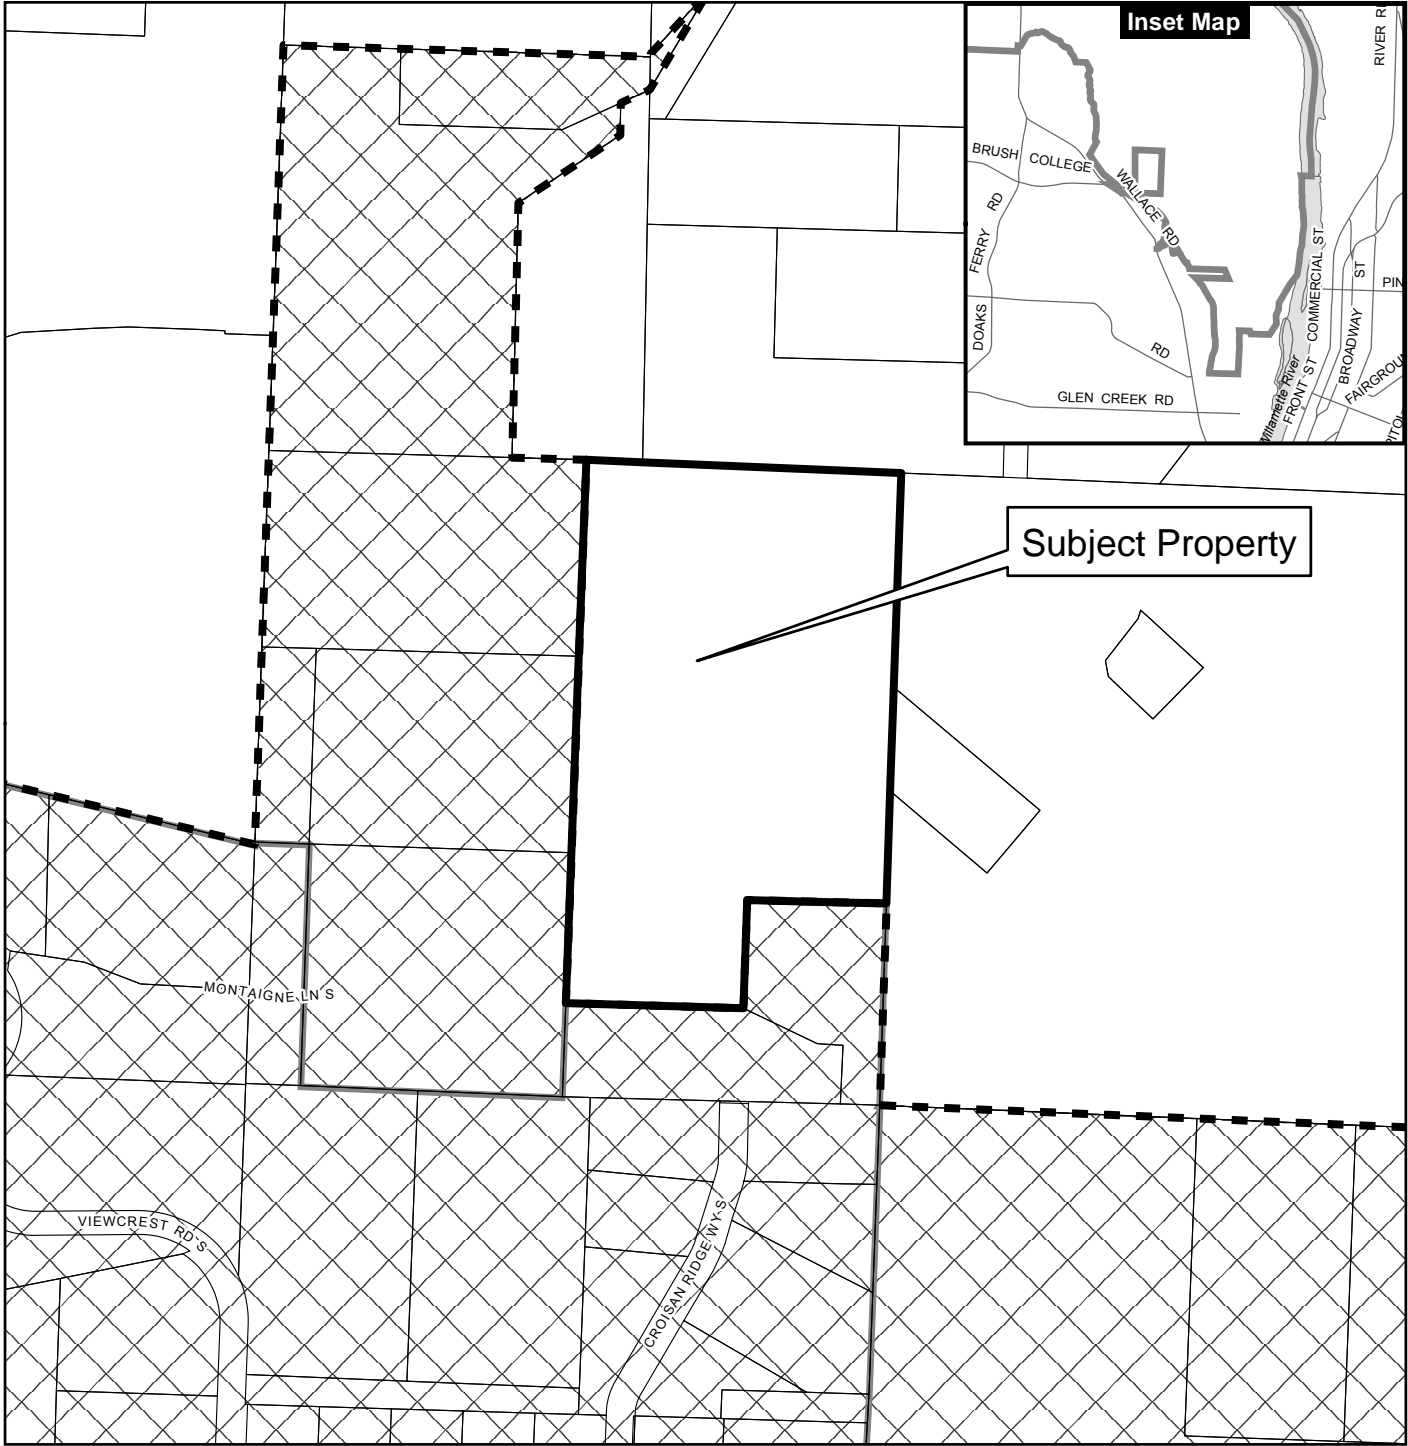 Inset Map
RIVER R
BRUSH COLLEGE
WALLACE RD
FERRY RD
DOAKS
RD
GLEN CREEK RD
Willamette River
FRONT ST
COMMERCIAL ST
BROADWAY ST
PIN
FAIRGROU
ITOL
Subject Property
MONTAIGNE LN S
VIEWCREST RD S
CROISAN RIDGE WY S